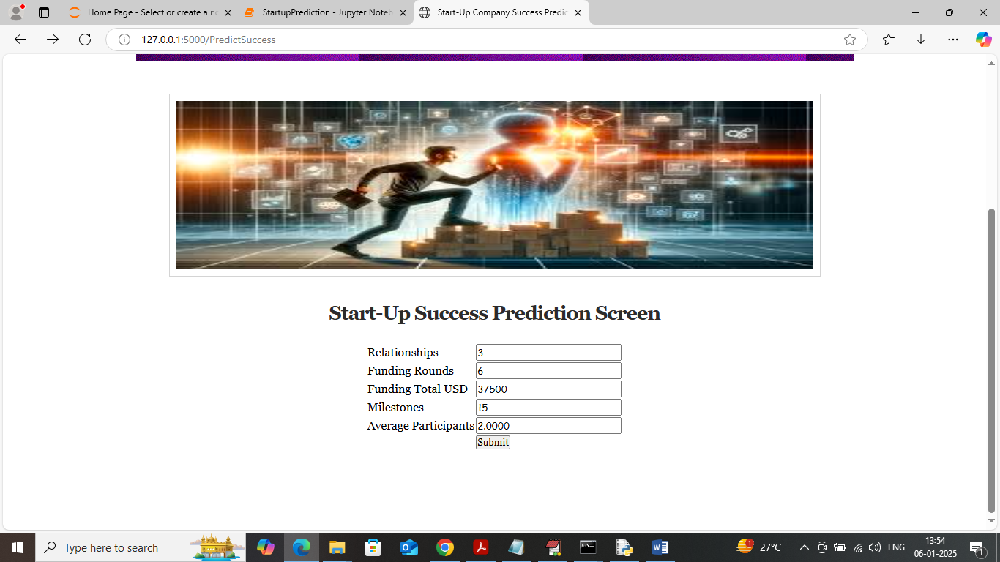 Home Page - Select or create a no
StartupPrediction - Jupyter Noteb
Start-Up Company Success Predic
127.0.0.1:5000/PredictSuccess
Start-Up Success Prediction Screen
Relationships 3
Funding Rounds 6
Funding Total USD 37500
Milestones 15
Average Participants 2.0000
Submit
Type here to search
1
27°C
ENG
13:54
06-01-2025
1